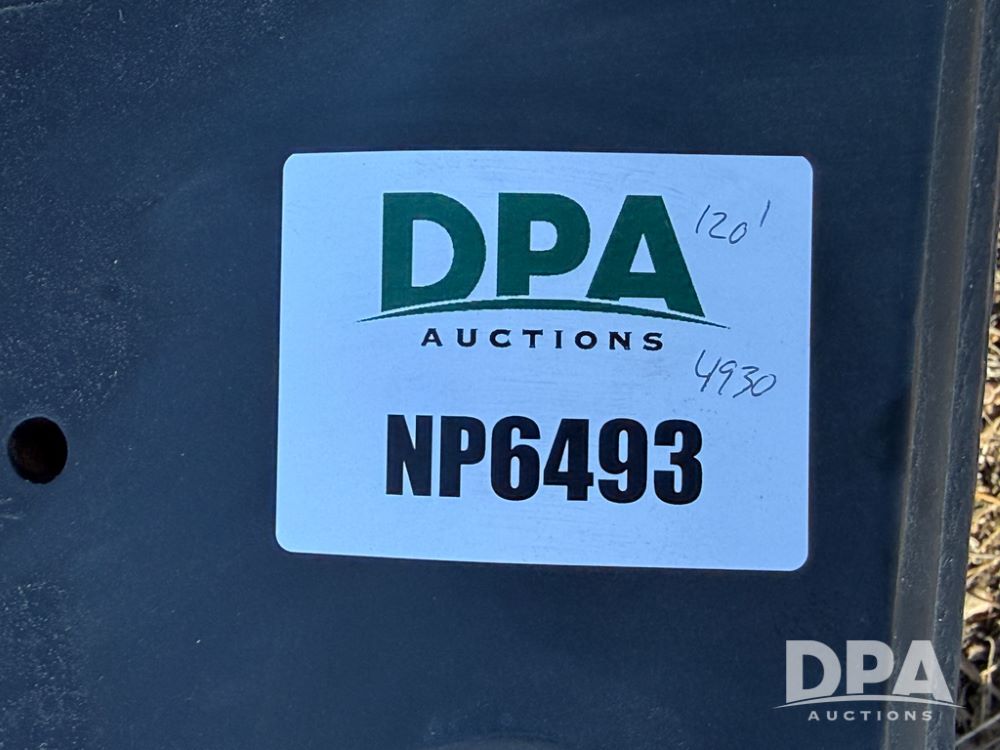 DPA 120'
AUCTIONS
4930
NP6493
DPA
AUCTIONS